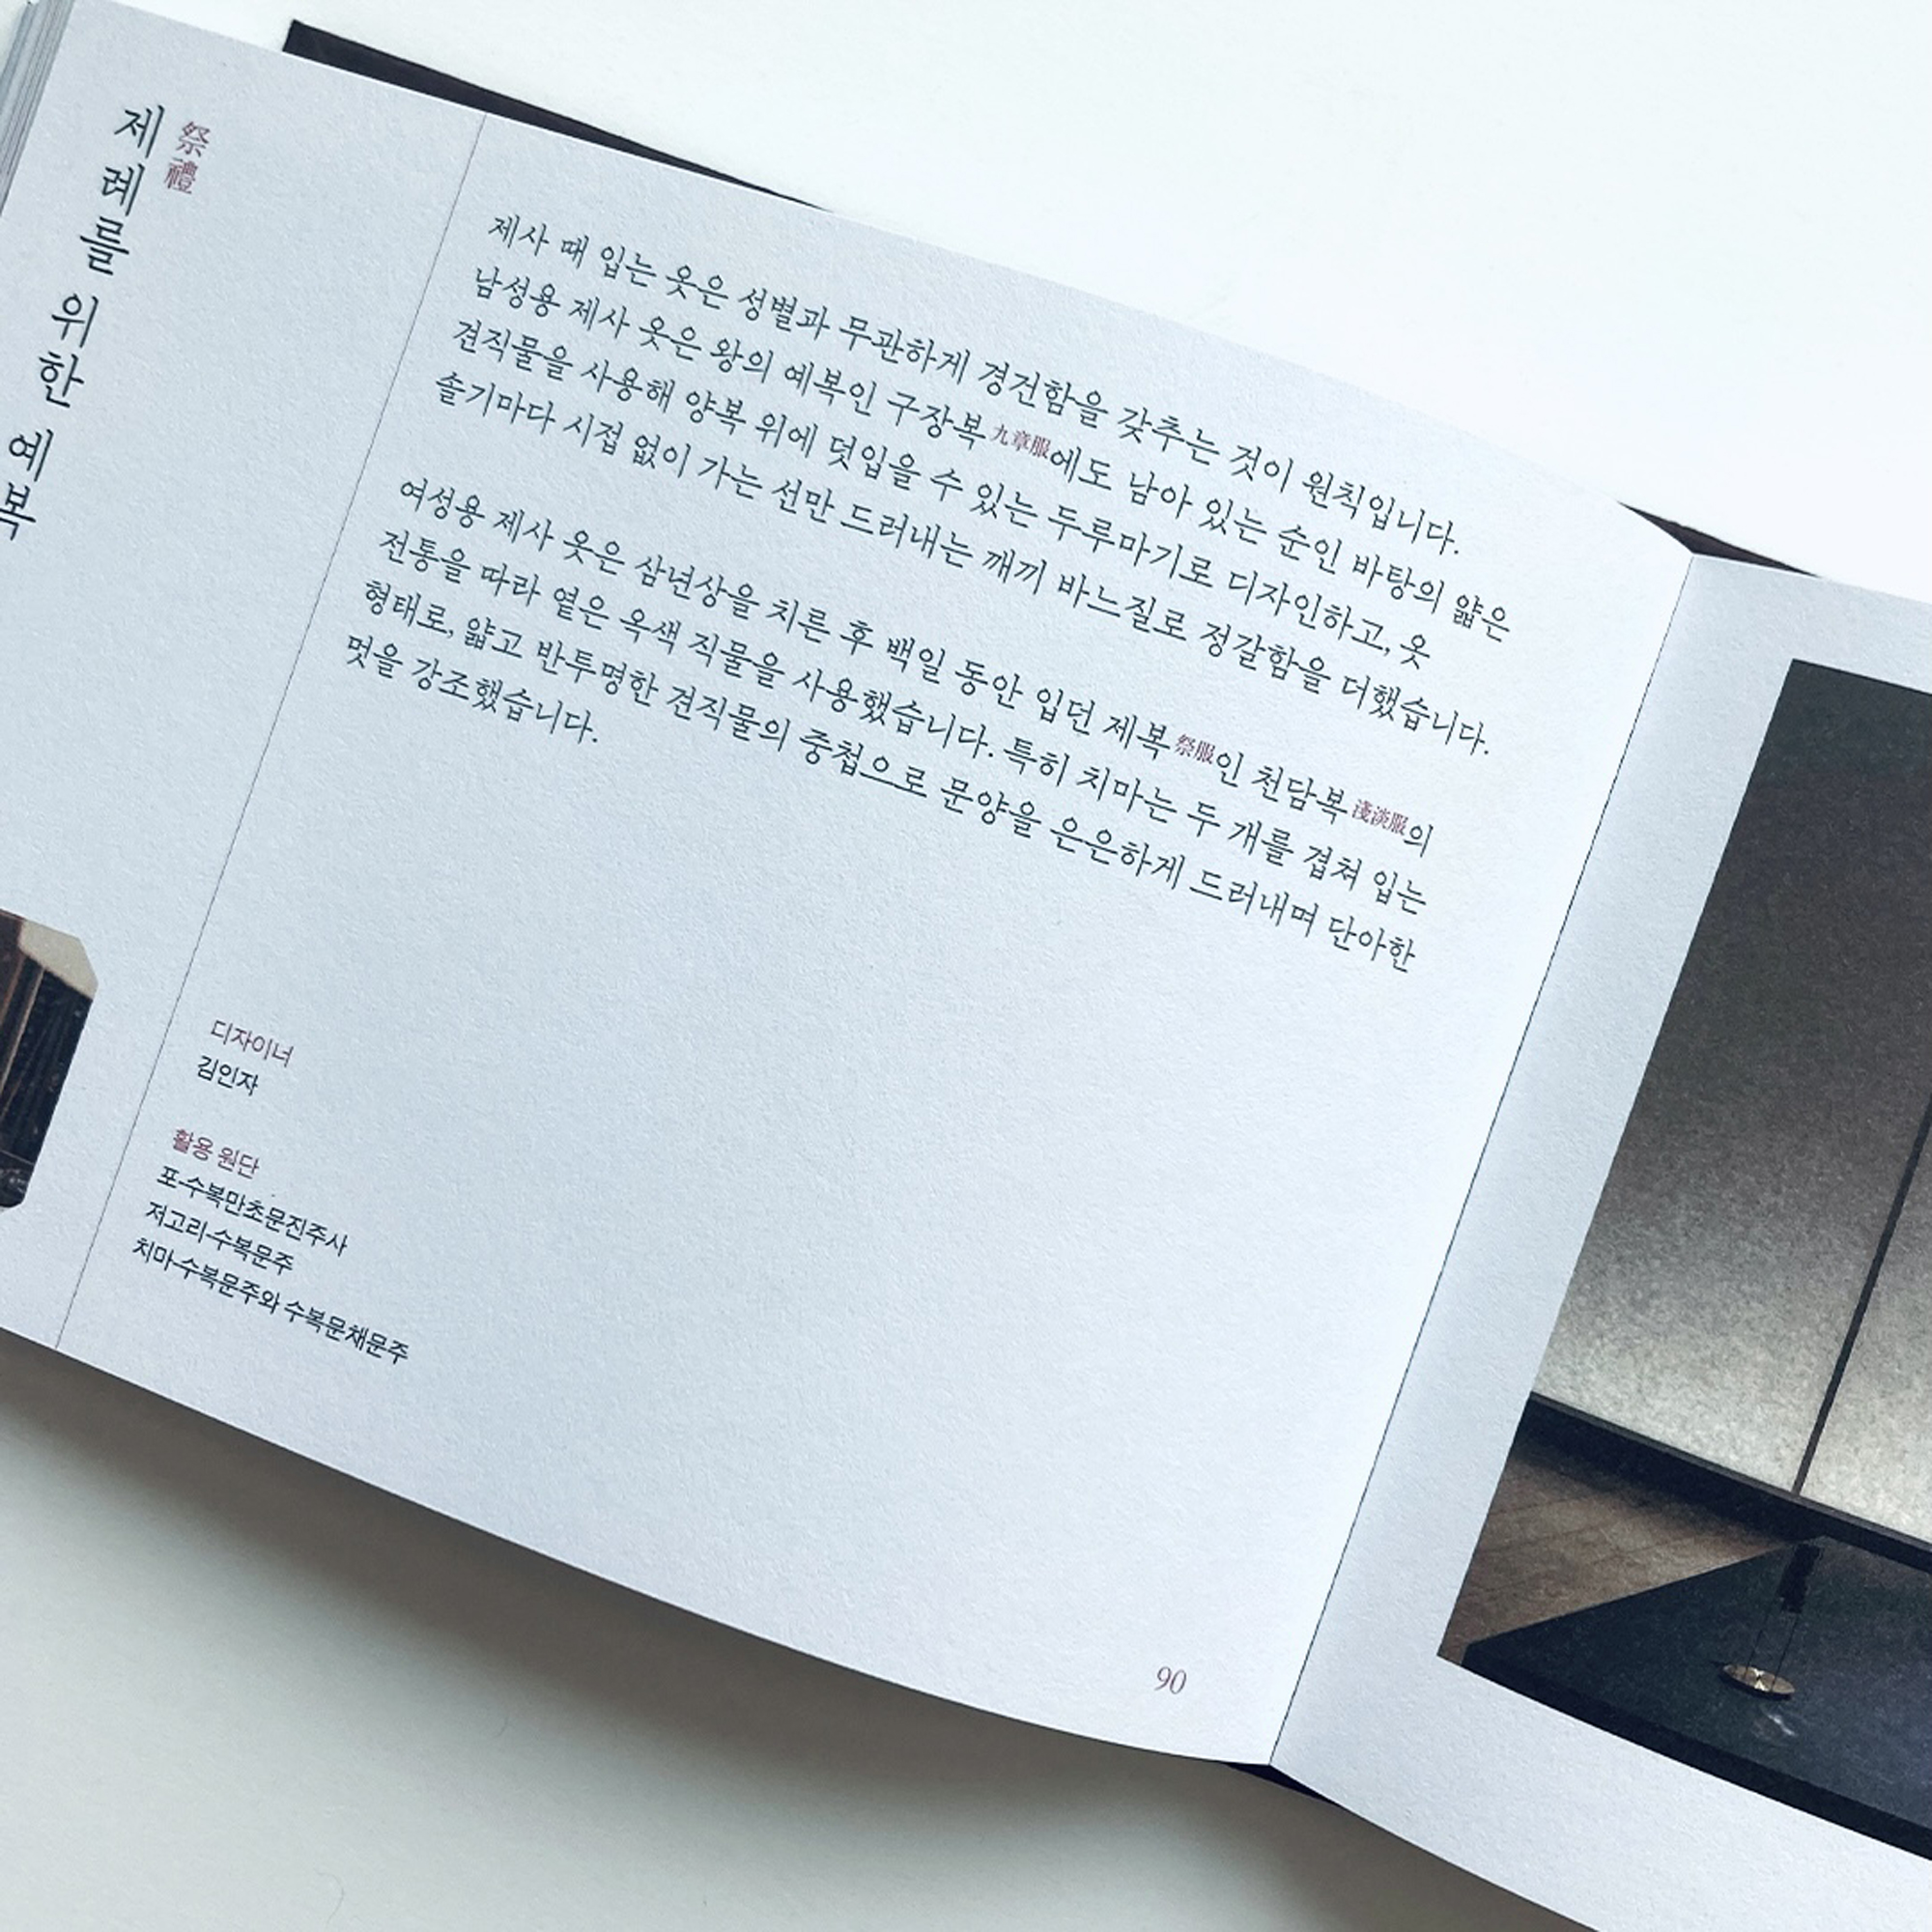 제례를 위한 예복
祭禮
제사 때 입는 옷은 성별과 무관하게 경건함을 갖추는 것이 원칙입니다.
남성용 제사 옷은 왕의 예복인 구장복九章服에도 남아 있는 순인 바탕의 얇은
견직물을 사용해 양복 위에 덧입을 수 있는 두루마기로 디자인하고, 옷
솔기마다 시접 없이 가는 선만 드러내는 깨끼 바느질로 정갈함을 더했습니다.
여성용 제사 옷은 삼년상을 치른 후 백일 동안 입던 제복祭服인 천담복淺淡服의
전통을 따라 옅은 옥색 직물을 사용했습니다. 특히 치마는 두 개를 겹쳐 입는
형태로, 얇고 반투명한 견직물의 중첩으로 문양을 은은하게 드러내며 단아한
멋을 강조했습니다.
디자이너
김인자
활용 원단
포-수복만초문진주사
저고리-수복문주
치마-수복문주와 수복문채문주
90